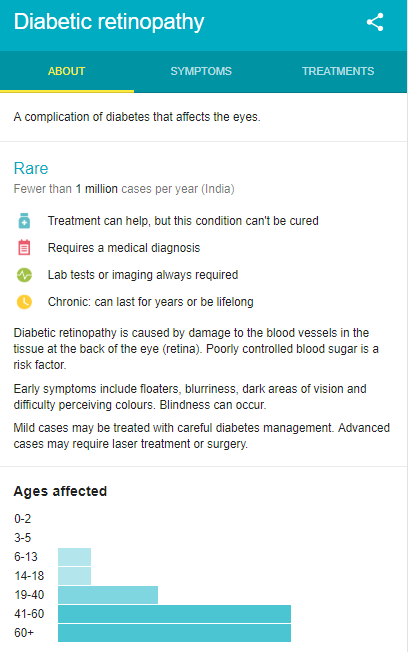 Diabetic retinopathy
ABOUT
SYMPTOMS
TREATMENTS
A complication of diabetes that affects the eyes.
Rare
Fewer than 1 million cases per year (India)
Treatment can help, but this condition can't be cured
Requires a medical diagnosis
Lab tests or imaging always required
Chronic: can last for years or be lifelong
Diabetic retinopathy is caused by damage to the blood vessels in the
tissue at the back of the eye (retina). Poorly controlled blood sugar is a
risk factor.
Early symptoms include floaters, blurriness, dark areas of vision and
difficulty perceiving colours. Blindness can occur.
Mild cases may be treated with careful diabetes management. Advanced
cases may require laser treatment or surgery.
Ages affected
0-2
3-5
6-13
14-18
19-40
41-60
60+